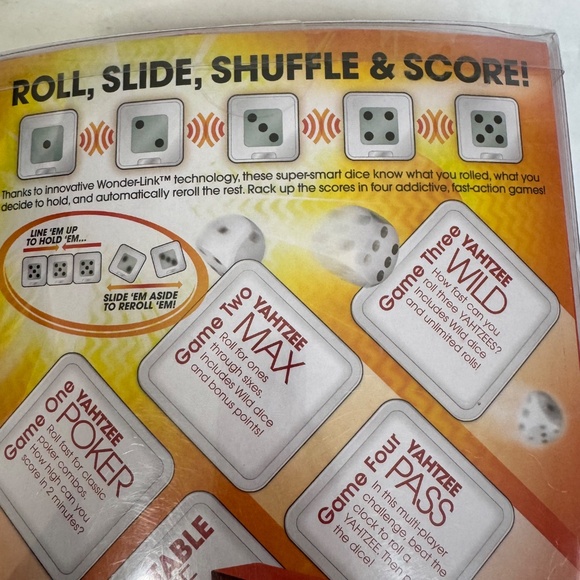 ROLL, SLIDE, SHUFFLE & SCORE!
Thanks to innovative Wonder-Link™ technology, these super-smart dice know what you rolled, what you
decide to hold, and automatically reroll the rest. Rack up the scores in four addictive, fast-action games!
LINE 'EM UP
TO HOLD 'EM...
SLIDE 'EM ASIDE
TO REROLL 'EM!
Game Three
YAHTZEE
WILD
How fast can you
roll three YAHTZEES?
Includes Wild dice
and unlimited rolls!
Game Two
YAHTZEE
MAX
Roll for ones
through sixes.
Includes Wild dice
and bonus points!
Game One
YAHTZEE
POKER
Roll fast for classic
poker combos.
How high can you
score in 2 minutes?
Game Four
YAHTZEE
PASS
In this multi-player
challenge, beat the
clock to roll a
YAHTZEE. Then
the dice!